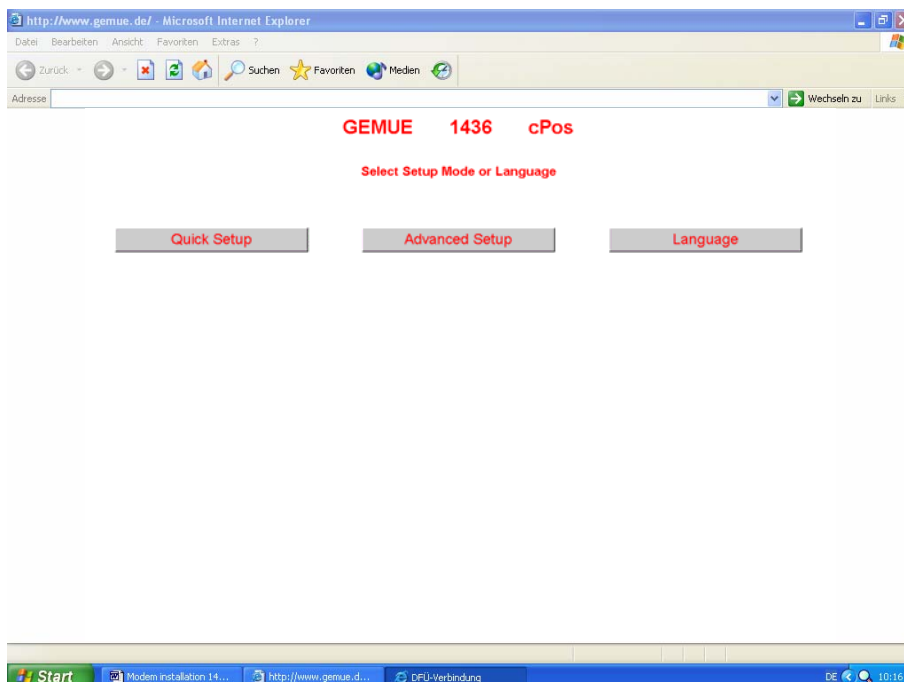 http://www.gemue.de/ - Microsoft Internet Explorer
Datei Bearbeiten Ansicht Favoriten Extras ?
Zurück Suchen Favoriten Medien
Adresse Wechseln zu Links
GEMUE 1436 cPos
Select Setup Mode or Language
Quick Setup Advanced Setup Language
Start Modem installation 14... http://www.gemue.d... DFÜ-Verbindung DE 10:16